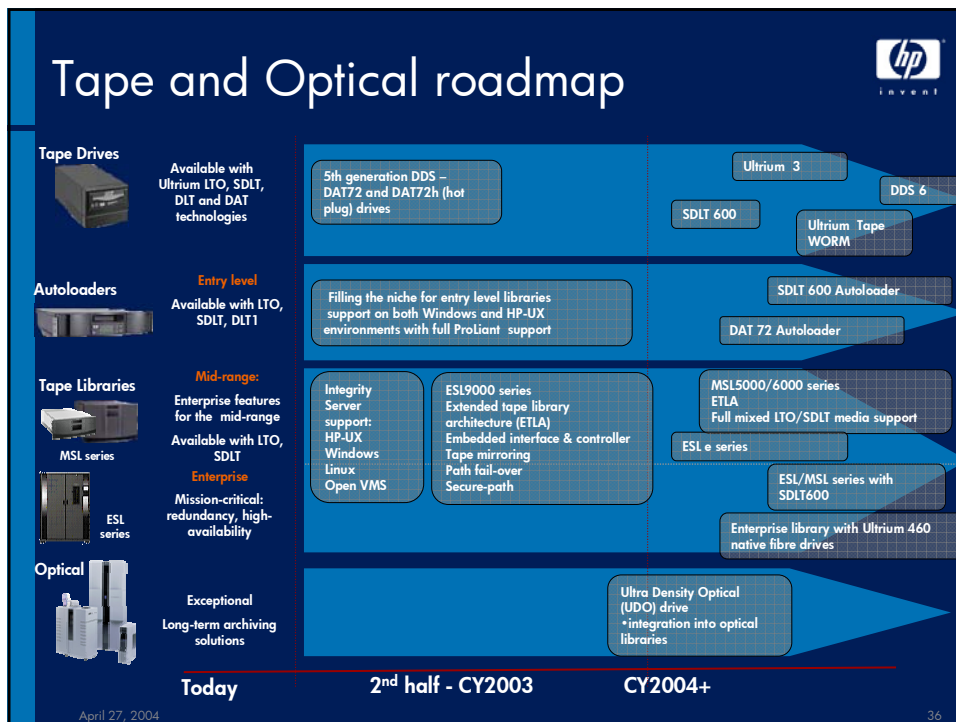 Tape and Optical roadmap
hp
invent
Tape Drives
Available with
Ultrium LTO, SDLT,
DLT and DAT
technologies
5th generation DDS –
DAT72 and DAT72h (hot
plug) drives
Ultrium 3
DDS 6
SDLT 600
Ultrium Tape
WORM
Autoloaders
Entry level
Available with LTO,
SDLT, DLT1
Filling the niche for entry level libraries
support on both Windows and HP-UX
environments with full ProLiant support
SDLT 600 Autoloader
DAT 72 Autoloader
Tape Libraries
MSL series
Mid-range:
Enterprise features
for the mid-range
Available with LTO,
SDLT
Integrity
Server
support:
HP-UX
Windows
Linux
Open VMS
ESL9000 series
Extended tape library
architecture (ETLA)
Embedded interface & controller
Tape mirroring
Path fail-over
Secure-path
MSL5000/6000 series
ETLA
Full mixed LTO/SDLT media support
ESL e series
ESL
series
Enterprise
Mission-critical:
redundancy, high-
availability
ESL/MSL series with
SDLT600
Enterprise library with Ultrium 460
native fibre drives
Optical
Exceptional
Long-term archiving
solutions
Ultra Density Optical
(UDO) drive
•integration into optical
libraries
Today
2nd half - CY2003
CY2004+
April 27, 2004
36